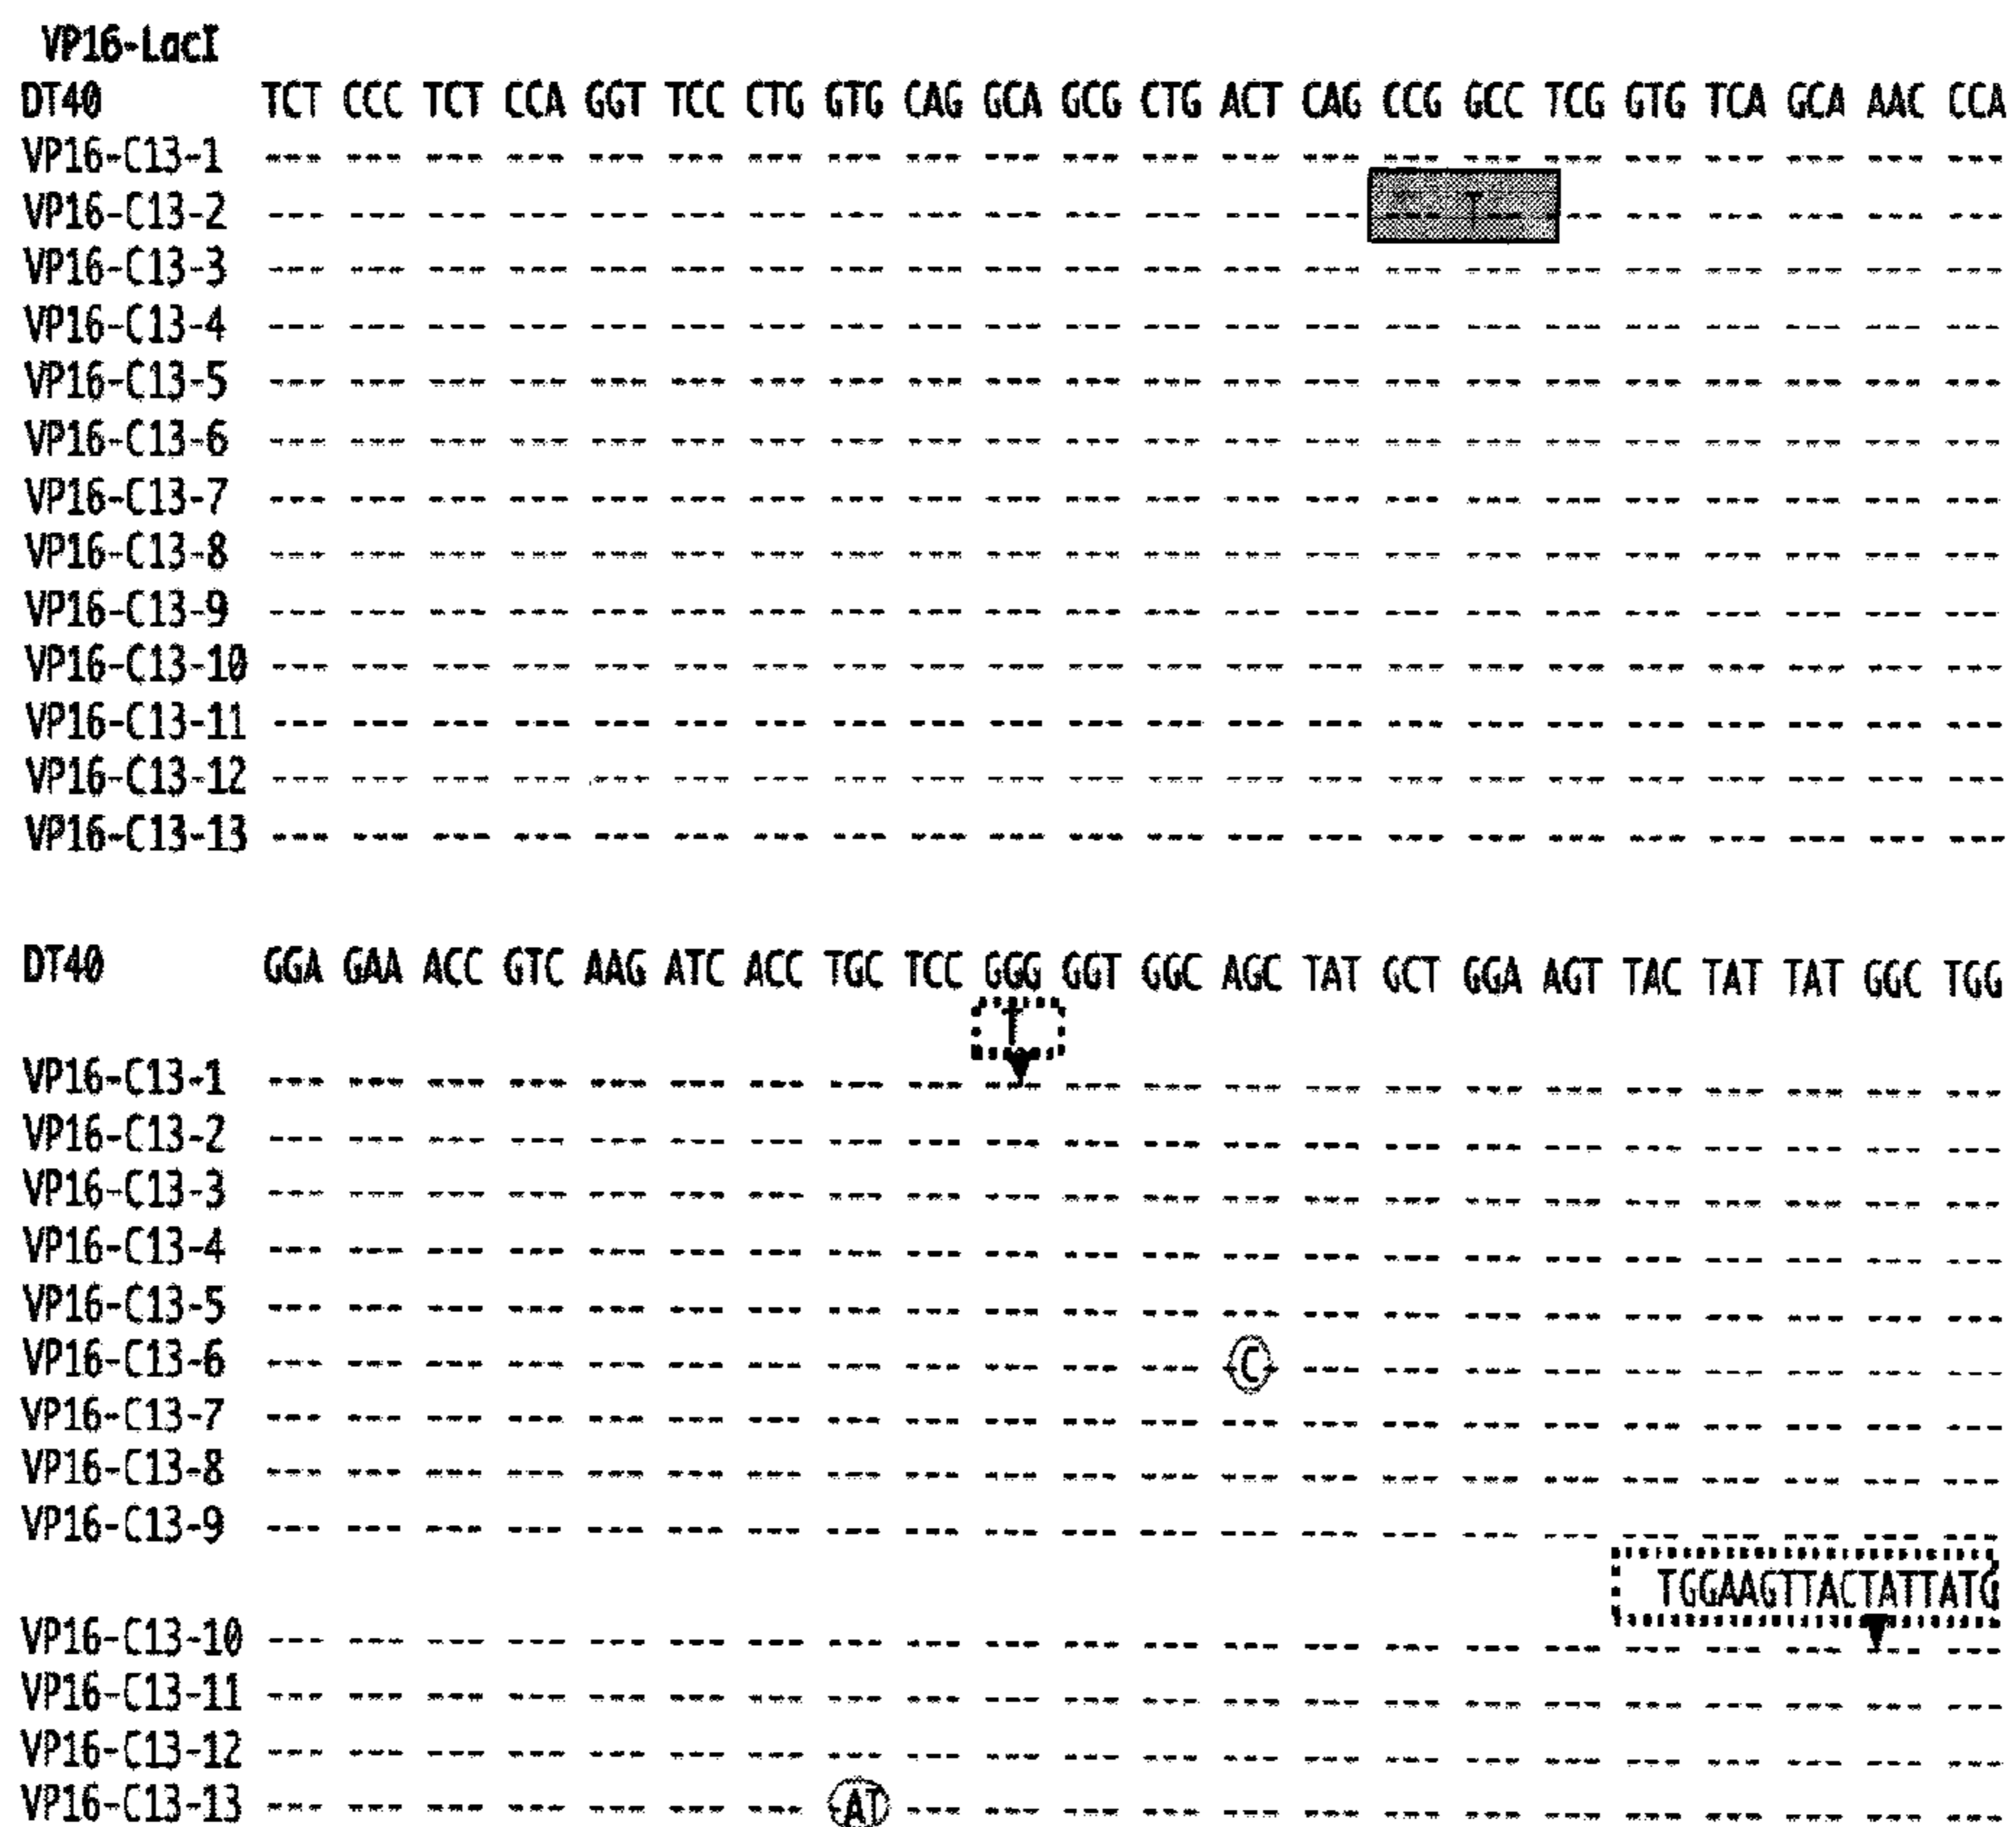 VP16-LacI
DT40 TCT CCC TCT CCA GGT TCC CTG GTG CAG GCA GCG CTG ACT CAG CCG GCC TCG GTG TCA GCA AAC CCA
VP16-C13-1 --- --- --- --- --- --- --- --- --- --- --- --- --- --- --- --- --- --- --- --- --- ---
VP16-C13-2 --- --- --- --- --- --- --- --- --- --- --- --- --- --- --- T-- --- --- --- --- --- ---
VP16-C13-3 --- --- --- --- --- --- --- --- --- --- --- --- --- --- --- --- --- --- --- --- --- ---
VP16-C13-4 --- --- --- --- --- --- --- --- --- --- --- --- --- --- --- --- --- --- --- --- --- ---
VP16-C13-5 --- --- --- --- --- --- --- --- --- --- --- --- --- --- --- --- --- --- --- --- --- ---
VP16-C13-6 --- --- --- --- --- --- --- --- --- --- --- --- --- --- --- --- --- --- --- --- --- ---
VP16-C13-7 --- --- --- --- --- --- --- --- --- --- --- --- --- --- --- --- --- --- --- --- --- ---
VP16-C13-8 --- --- --- --- --- --- --- --- --- --- --- --- --- --- --- --- --- --- --- --- --- ---
VP16-C13-9 --- --- --- --- --- --- --- --- --- --- --- --- --- --- --- --- --- --- --- --- --- ---
VP16-C13-10 --- --- --- --- --- --- --- --- --- --- --- --- --- --- --- --- --- --- --- --- --- ---
VP16-C13-11 --- --- --- --- --- --- --- --- --- --- --- --- --- --- --- --- --- --- --- --- --- ---
VP16-C13-12 --- --- --- --- --- --- --- --- --- --- --- --- --- --- --- --- --- --- --- --- --- ---
VP16-C13-13 --- --- --- --- --- --- --- --- --- --- --- --- --- --- --- --- --- --- --- --- --- ---
DT40 GGA GAA ACC GTC AAG ATC ACC TGC TCC GGG GGT GGC AGC TAT GCT GGA AGT TAC TAT TAT GGC TGG
T
VP16-C13-1 --- --- --- --- --- --- --- --- --- --- --- --- --- --- --- --- --- --- --- --- --- ---
VP16-C13-2 --- --- --- --- --- --- --- --- --- --- --- --- --- --- --- --- --- --- --- --- --- ---
VP16-C13-3 --- --- --- --- --- --- --- --- --- --- --- --- --- --- --- --- --- --- --- --- --- ---
VP16-C13-4 --- --- --- --- --- --- --- --- --- --- --- --- --- --- --- --- --- --- --- --- --- ---
VP16-C13-5 --- --- --- --- --- --- --- --- --- --- --- --- --- --- --- --- --- --- --- --- --- ---
VP16-C13-6 --- --- --- --- --- --- --- --- --- --- --- --- -C- --- --- --- --- --- --- --- --- ---
VP16-C13-7 --- --- --- --- --- --- --- --- --- --- --- --- --- --- --- --- --- --- --- --- --- ---
VP16-C13-8 --- --- --- --- --- --- --- --- --- --- --- --- --- --- --- --- --- --- --- --- --- ---
VP16-C13-9 --- --- --- --- --- --- --- --- --- --- --- --- --- --- --- --- --- --- --- --- --- ---
TGGAAGTTACTATTATG
VP16-C13-10 --- --- --- --- --- --- --- --- --- --- --- --- --- --- --- --- --- --- --- --- --- ---
VP16-C13-11 --- --- --- --- --- --- --- --- --- --- --- --- --- --- --- --- --- --- --- --- --- ---
VP16-C13-12 --- --- --- --- --- --- --- --- --- --- --- --- --- --- --- --- --- --- --- --- --- ---
VP16-C13-13 --- --- --- --- --- --- --- -AT --- --- --- --- --- --- --- --- --- --- --- --- --- ---